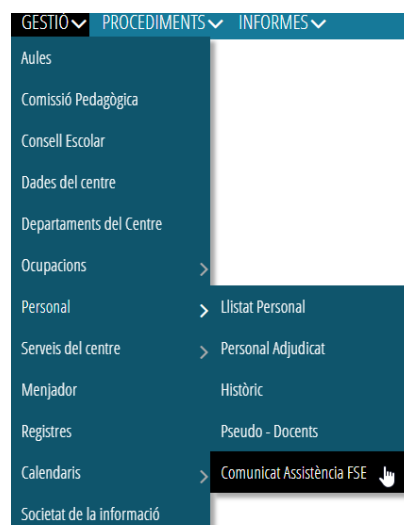 GESTIÓ PROCEDIMENTS INFORMES
Aules
Comissió Pedagògica
Consell Escolar
Dades del centre
Departaments del Centre
Ocupacions
Personal
Serveis del centre
Menjador
Registres
Calendaris
Societat de la informació
Llistat Personal
Personal Adjudicat
Històric
Pseudo - Docents
Comunicat Assistència FSE